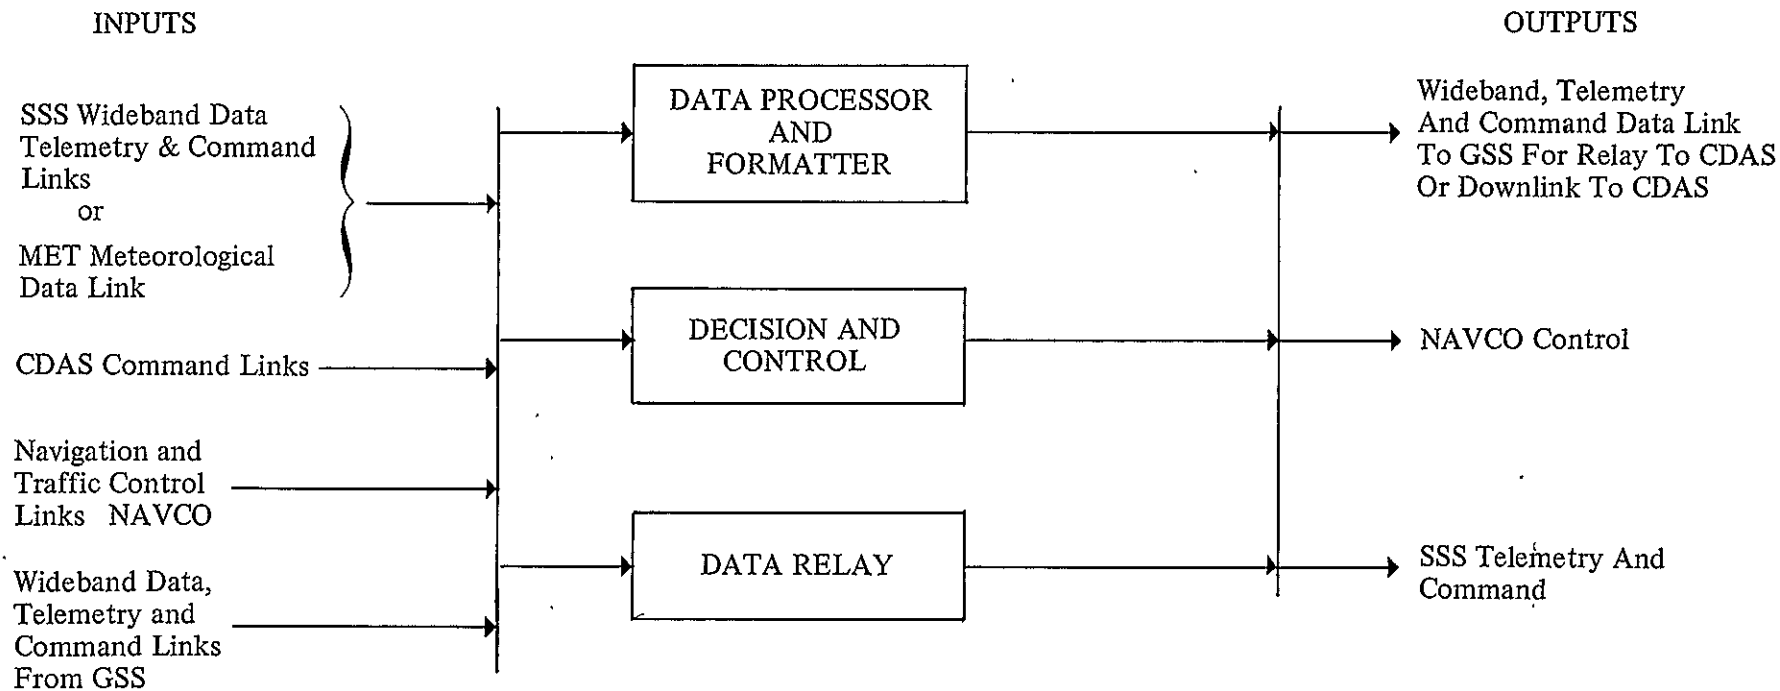 INPUTS
SSS Wideband Data
Telemetry & Command
Links
or
MET Meteorological
Data Link
CDAS Command Links
Navigation and
Traffic Control
Links NAVCO
Wideband Data,
Telemetry and
Command Links
From GSS
DATA PROCESSOR
AND
FORMATTER
DECISION AND
CONTROL
DATA RELAY
OUTPUTS
Wideband, Telemetry
And Command Data Link
To GSS For Relay To CDAS
Or Downlink To CDAS
NAVCO Control
SSS Telemetry And
Command